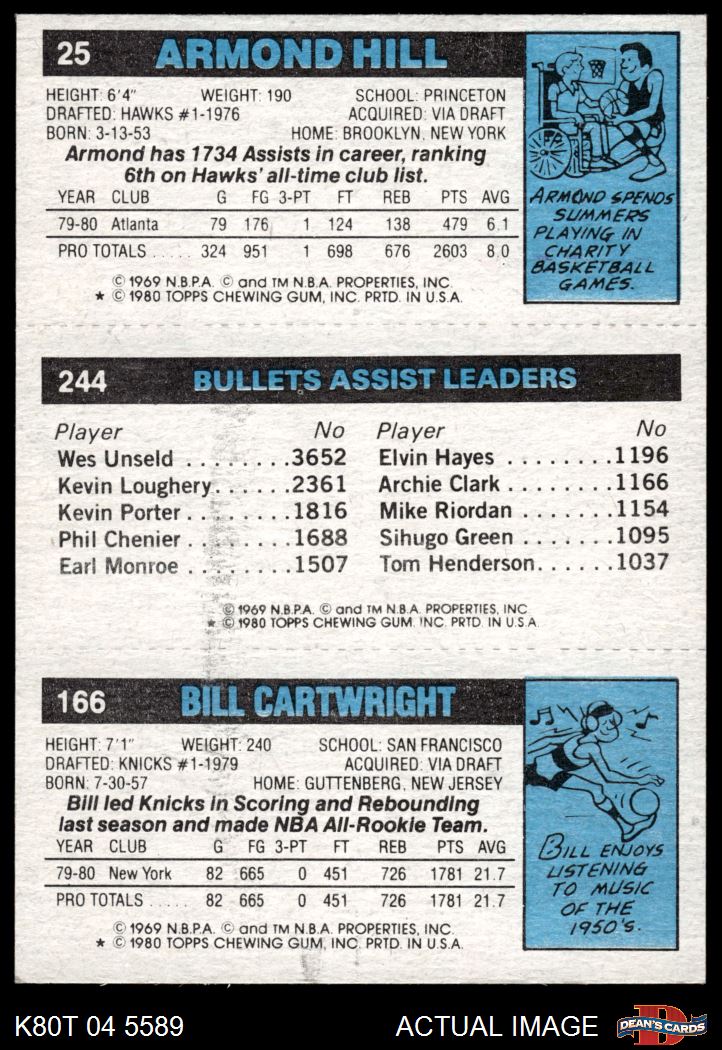 25 ARMOND HILL
HEIGHT: 6'4" WEIGHT: 190 SCHOOL: PRINCETON
DRAFTED: HAWKS #1-1976 ACQUIRED: VIA DRAFT
BORN: 3-13-53 HOME: BROOKLYN, NEW YORK
Armond has 1734 Assists in career, ranking
6th on Hawks' all-time club list.
YEAR CLUB G FG 3-PT FT REB PTS AVG
79-80 Atlanta 79 176 1 124 138 479 6.1
PRO TOTALS ..... 324 951 1 698 676 2603 8.0
© 1969 N.B.P.A. © and TM N.B.A. PROPERTIES, INC.
★ © 1980 TOPPS CHEWING GUM, INC. PRTD. IN U.S.A.
ARMOND SPENDS
SUMMERS
PLAYING IN
CHARITY
BASKETBALL
GAMES.
244 BULLETS ASSIST LEADERS
Player No Player No
Wes Unseld ........3652 Elvin Hayes ........1196
Kevin Loughery......2361 Archie Clark ........1166
Kevin Porter ........1816 Mike Riordan .......1154
Phil Chenier ........1688 Sihugo Green .......1095
Earl Monroe ........1507 Tom Henderson......1037
© 1969 N.B.P.A. © and TM N.B.A. PROPERTIES, INC
★ © 1980 TOPPS CHEWING GUM. INC. PRTD. IN U.S.A.
166 BILL CARTWRIGHT
HEIGHT: 7'1" WEIGHT: 240 SCHOOL: SAN FRANCISCO
DRAFTED: KNICKS #1-1979 ACQUIRED: VIA DRAFT
BORN: 7-30-57 HOME: GUTTENBERG, NEW JERSEY
Bill led Knicks in Scoring and Rebounding
last season and made NBA All-Rookie Team.
YEAR CLUB G FG 3-PT FT REB PTS AVG
79-80 New York 82 665 0 451 726 1781 21.7
PRO TOTALS ..... 82 665 0 451 726 1781 21.7
© 1969 N.B.P.A. © and TM N.B.A. PROPERTIES, INC.
★ © 1980 TOPPS CHEWING GUM, INC. PRTD. IN U.S.A.
BILL ENJOYS
LISTENING
TO MUSIC
OF THE
1950's.
K80T 04 5589 ACTUAL IMAGE D DEAN'S CARDS